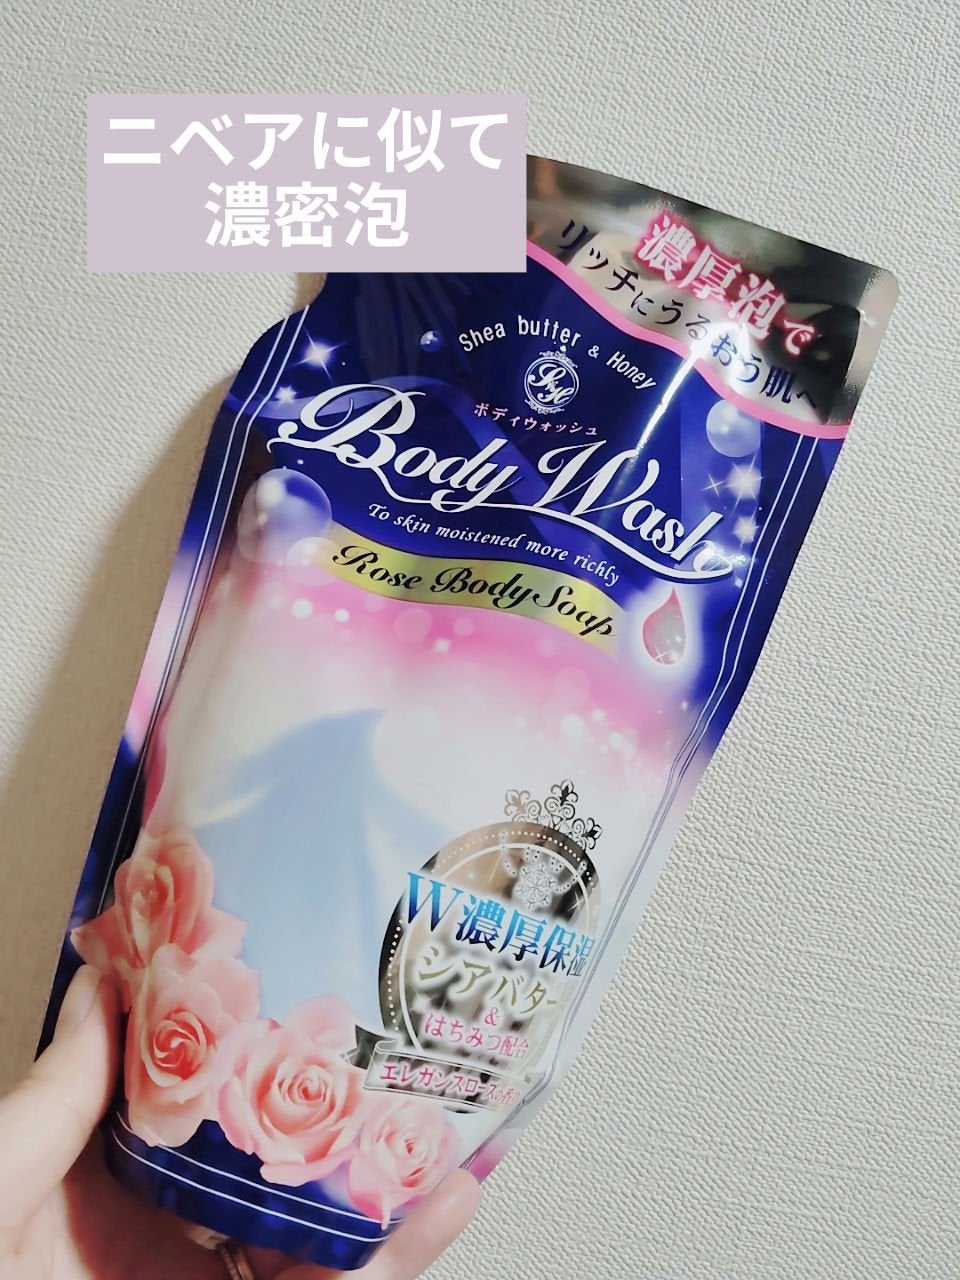 ニベアに似て
濃密泡
濃厚泡で
リッチにうるおう肌へ
Shea butter & Honey
S&H
ボディウォッシュ
Body Wash
To skin moistened more richly
Rose Body Soap
W濃厚保湿
シアバター
&
はちみつ配合
エレガンスローズの香り